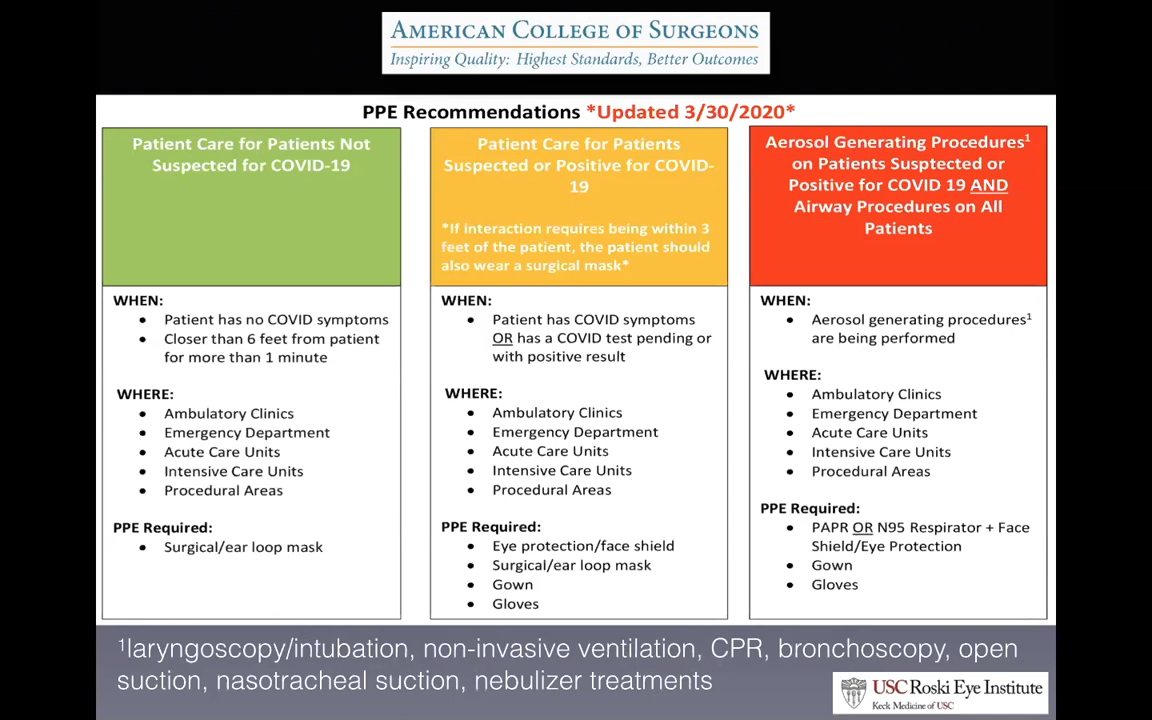 AMERICAN COLLEGE OF SURGEONS
Inspiring Quality: Highest Standards, Better Outcomes
PPE Recommendations *Updated 3/30/2020*
Patient Care for Patients Not
Suspected for COVID-19
WHEN:
• Patient has no COVID symptoms
• Closer than 6 feet from patient
for more than 1 minute
WHERE:
• Ambulatory Clinics
• Emergency Department
• Acute Care Units
• Intensive Care Units
• Procedural Areas
PPE Required:
• Surgical/ear loop mask
Patient Care for Patients
Suspected or Positive for COVID-
19
*If interaction requires being within 3
feet of the patient, the patient should
also wear a surgical mask*
WHEN:
• Patient has COVID symptoms
OR has a COVID test pending or
with positive result
WHERE:
• Ambulatory Clinics
• Emergency Department
• Acute Care Units
• Intensive Care Units
• Procedural Areas
PPE Required:
• Eye protection/face shield
• Surgical/ear loop mask
• Gown
• Gloves
Aerosol Generating Procedures¹
on Patients Susptected or
Positive for COVID 19 AND
Airway Procedures on All
Patients
WHEN:
• Aerosol generating procedures¹
are being performed
WHERE:
• Ambulatory Clinics
• Emergency Department
• Acute Care Units
• Intensive Care Units
• Procedural Areas
PPE Required:
• PAPR OR N95 Respirator + Face
Shield/Eye Protection
• Gown
• Gloves
¹laryngoscopy/intubation, non-invasive ventilation, CPR, bronchoscopy, open
suction, nasotracheal suction, nebulizer treatments
USC Roski Eye Institute
Keck Medicine of USC